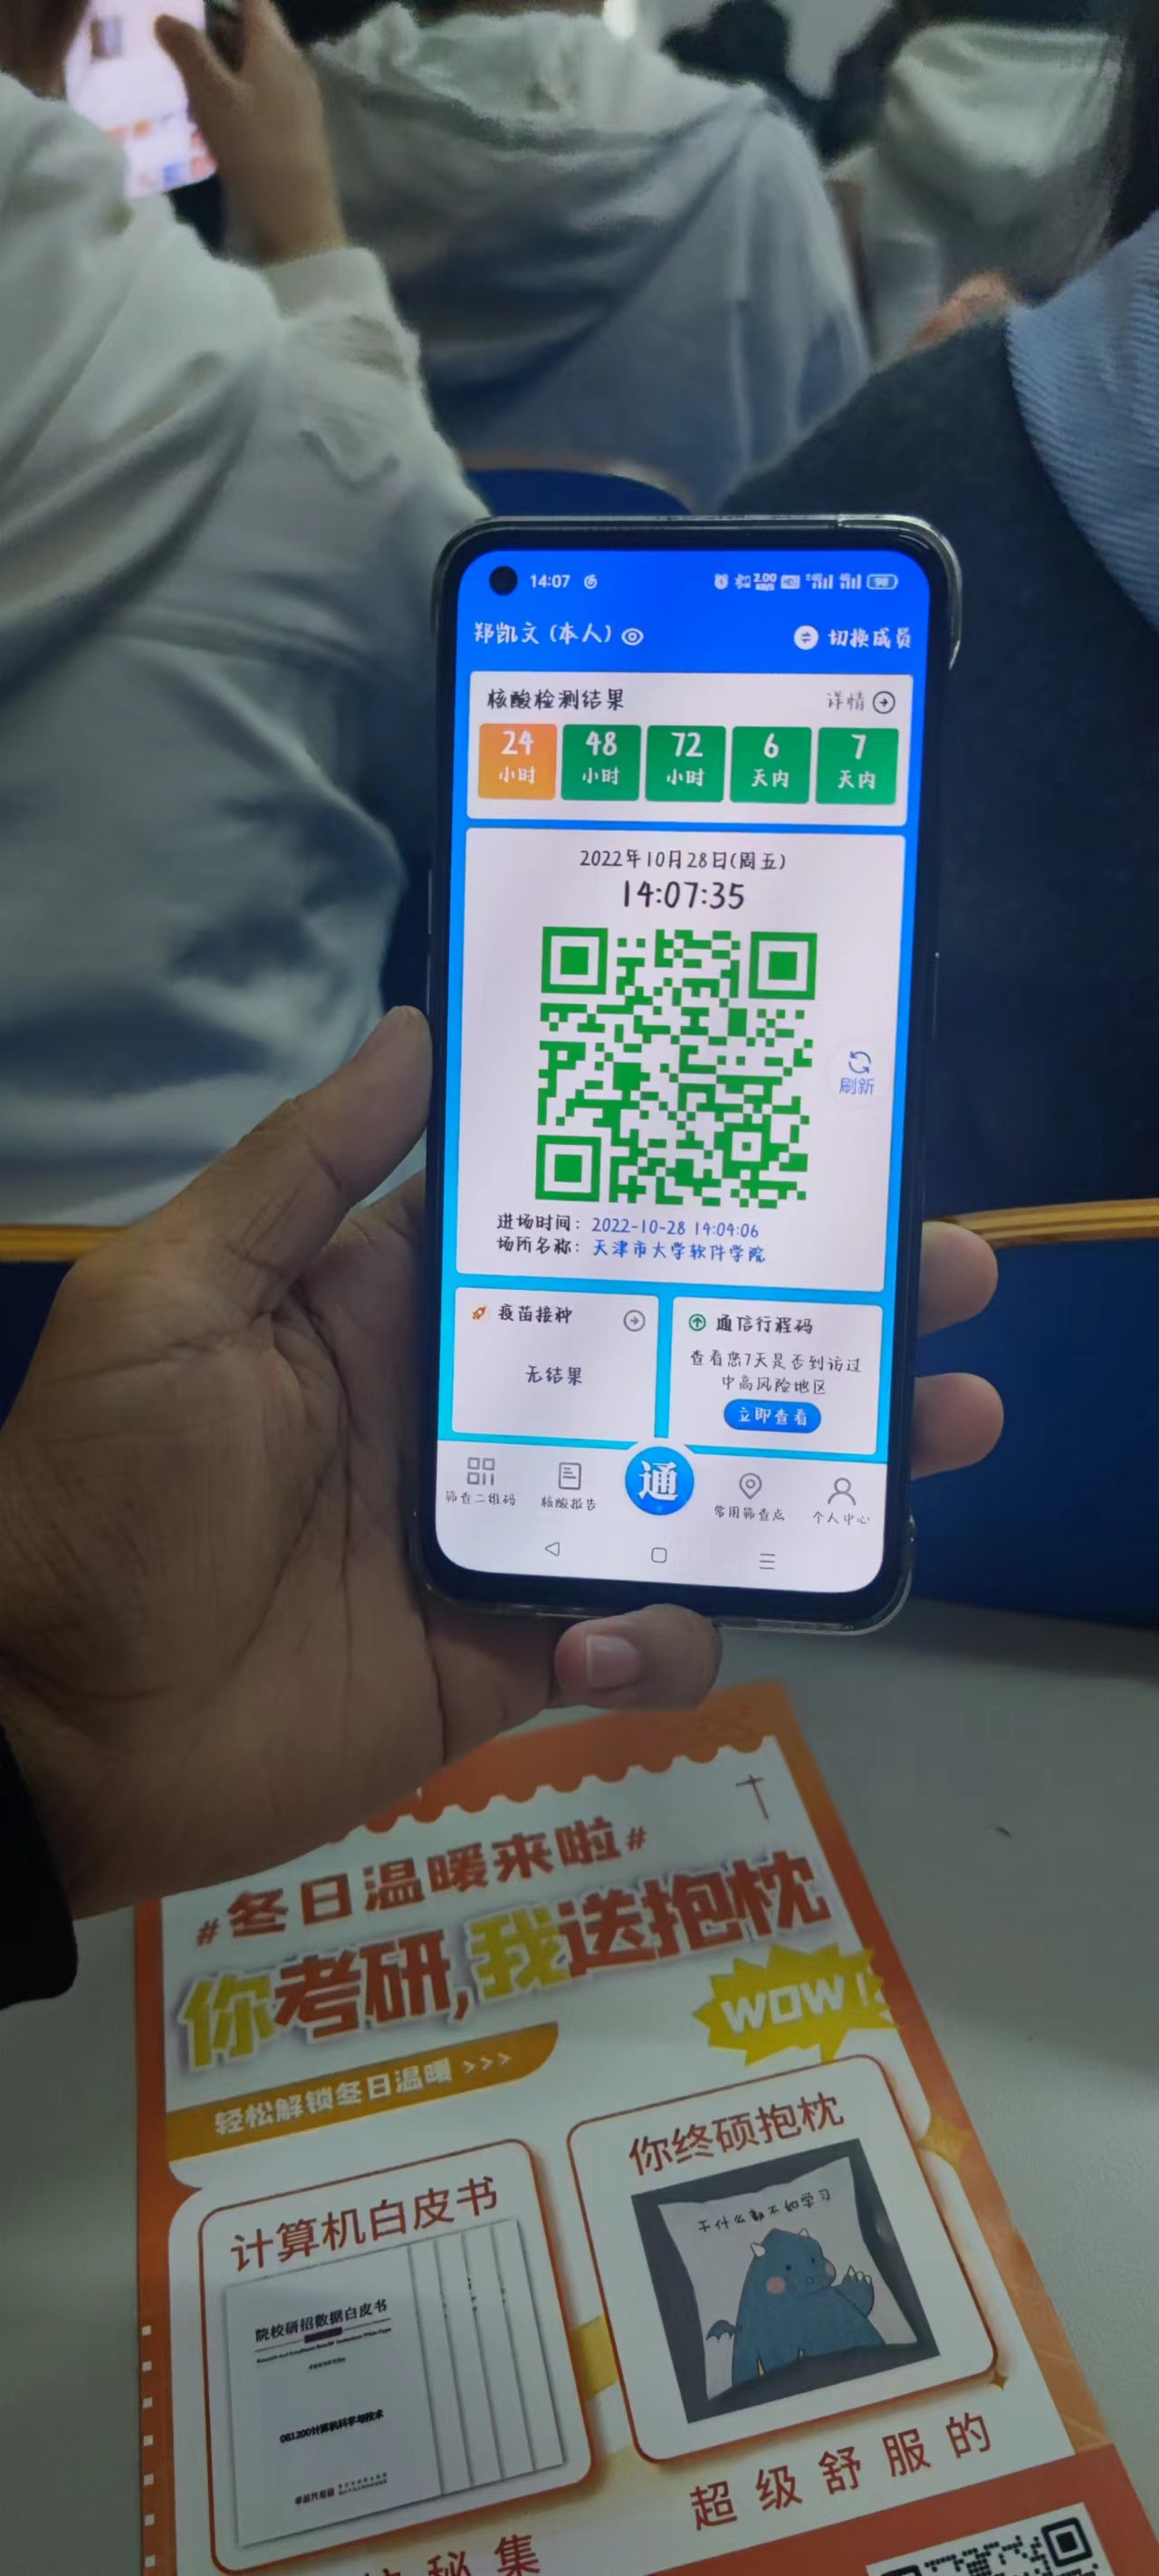 14:07
2.00
98
郑凯文 (本人)
切换成员
核酸检测结果
详情
24 48 72 6 7
小时 小时 小时 天内 天内
2022年10月28日(周五)
14:07:35
刷新
进场时间: 2022-10-28 14:04:06
场所名称: 天津市大学软件学院
疫苗接种
无结果
通信行程码
查看您7天是否到访过
中高风险地区
立即查看
筛查二维码
核酸报告
通
常用筛查点
个人中心
#冬日温暖来啦#
你考研,我送抱枕
WOW!
轻松解锁冬日温暖 >>>
计算机白皮书
院校研招数据白皮书
081200计算机科学与技术
你终硕抱枕
干什么都不如学习
超级舒服的
秘集